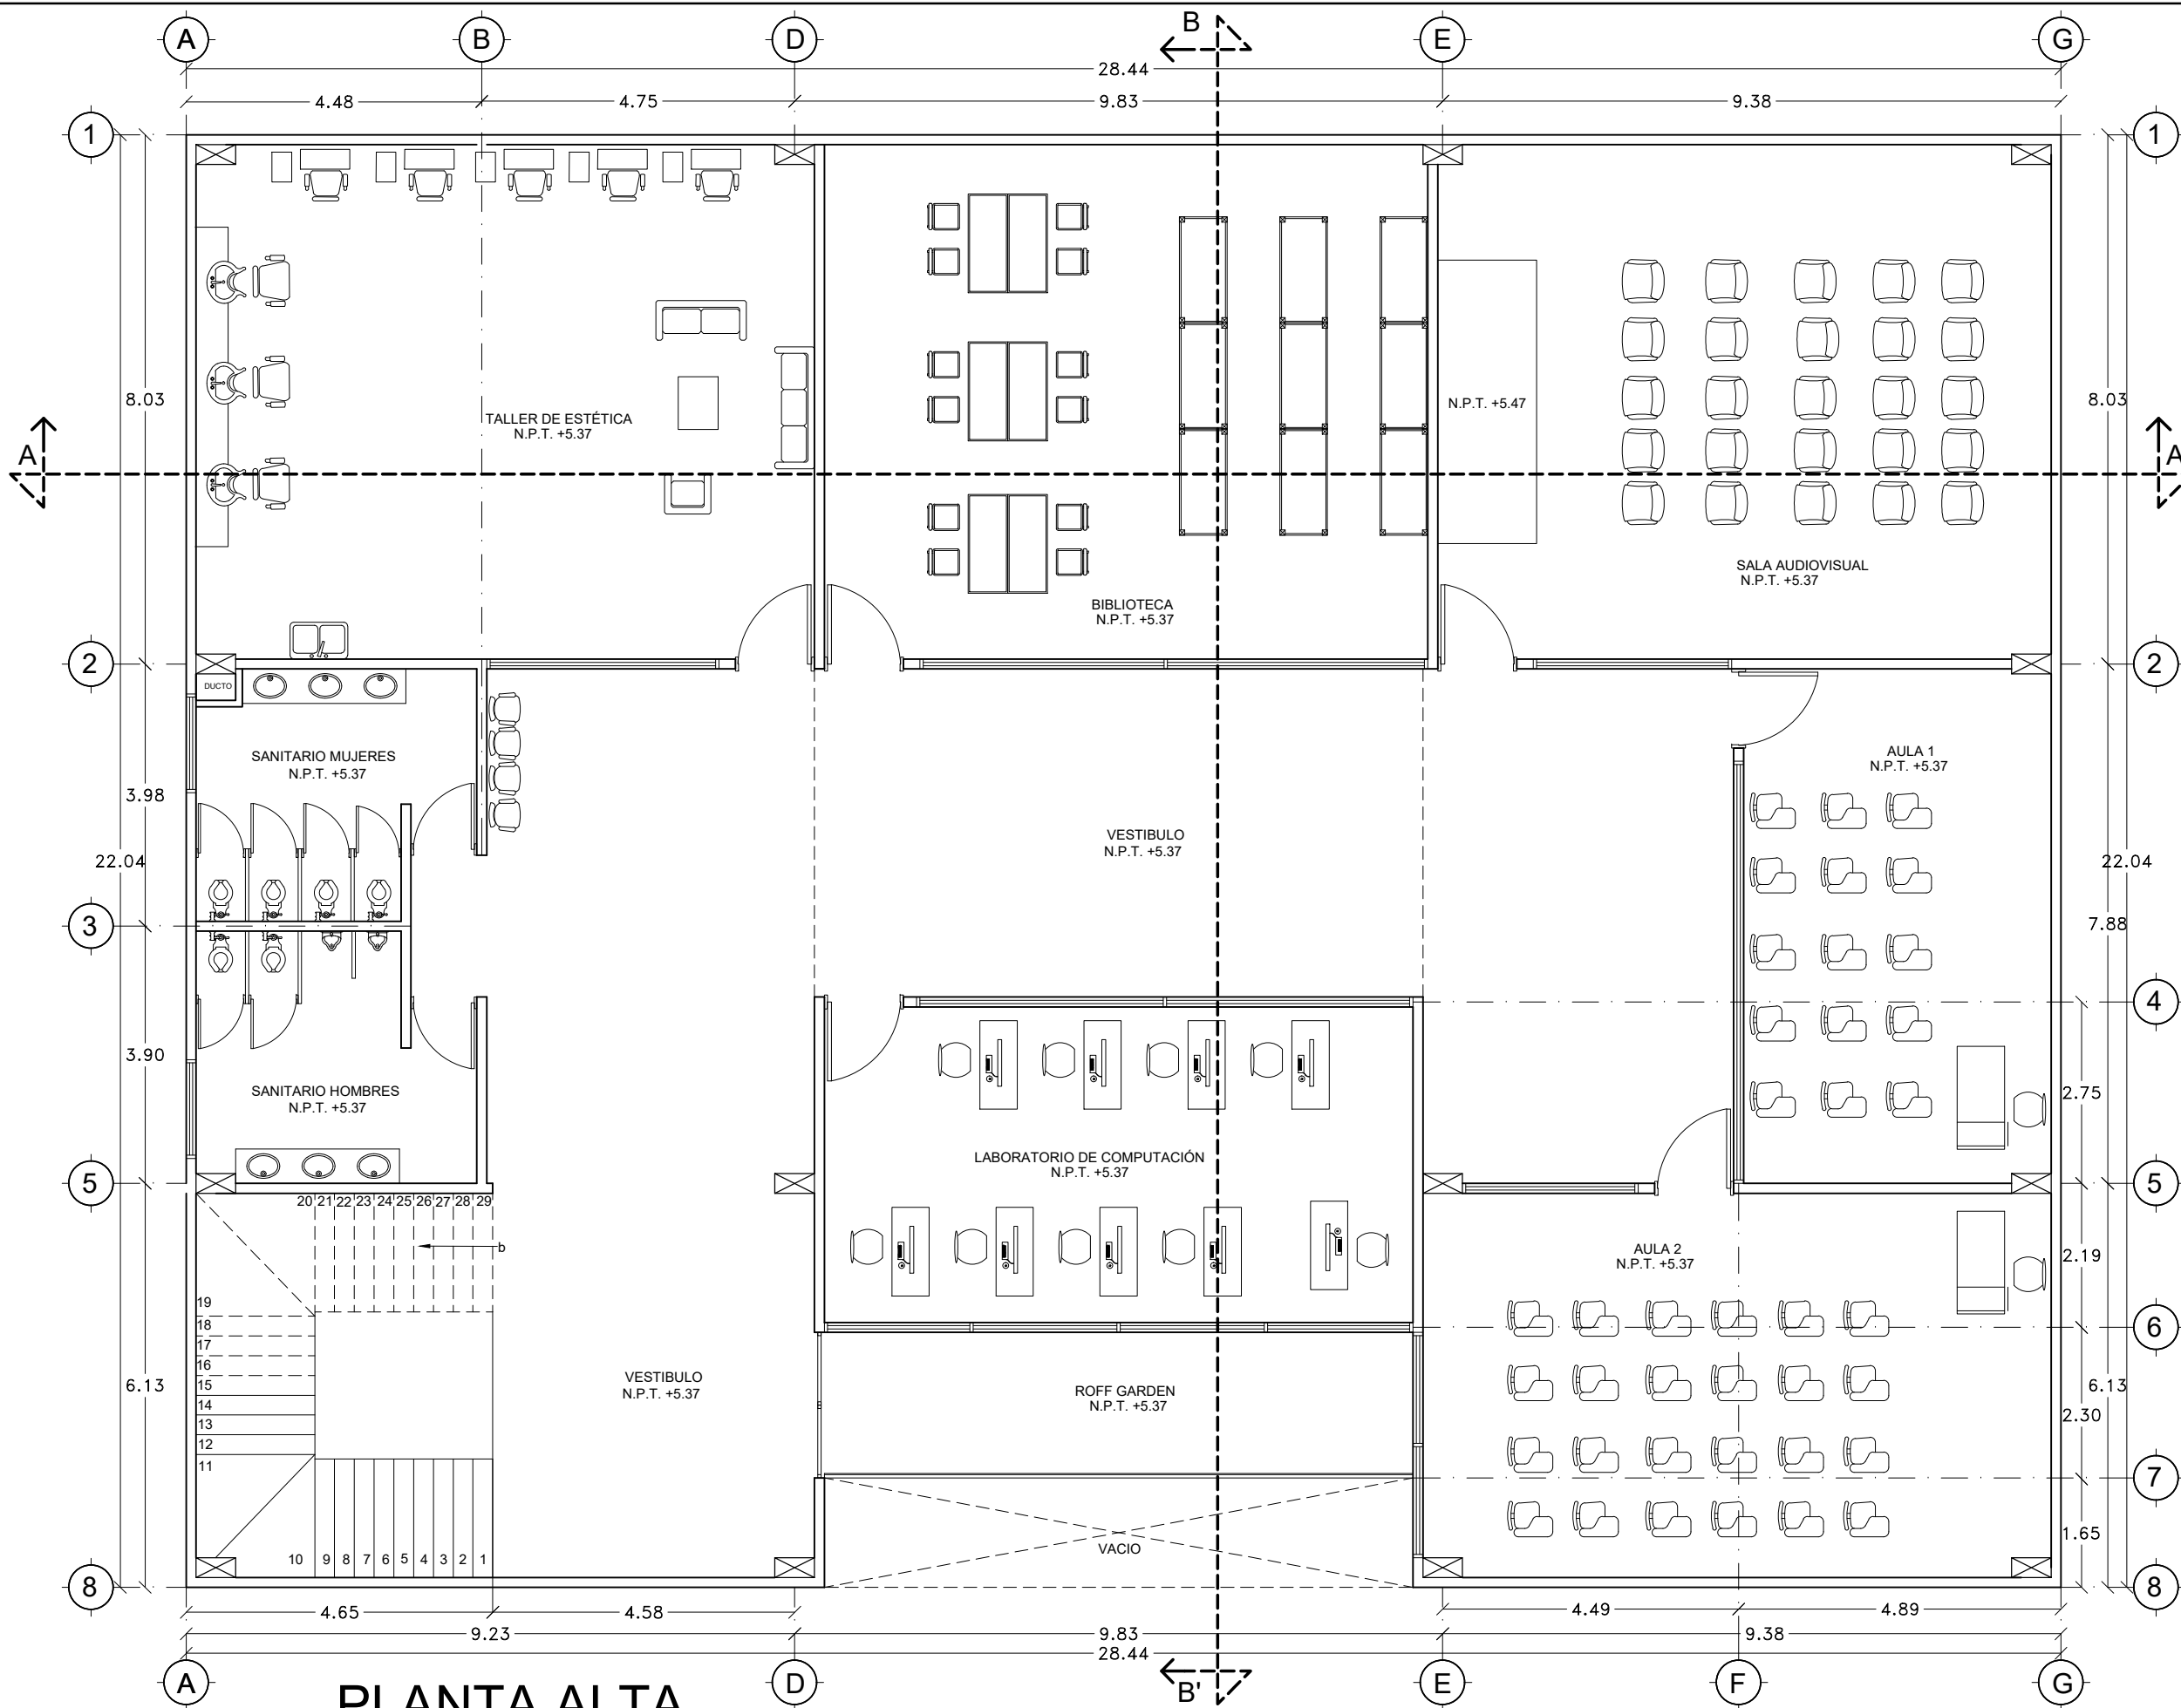 A B D B E G
28.44
4.48 4.75 9.83 9.38
1 1
8.03 8.03
TALLER DE ESTÉTICA
N.P.T. +5.37
N.P.T. +5.47
A A
SALA AUDIOVISUAL
N.P.T. +5.37
BIBLIOTECA
N.P.T. +5.37
2 2
DUCTO
SANITARIO MUJERES
N.P.T. +5.37
AULA 1
N.P.T. +5.37
3.98
VESTIBULO
N.P.T. +5.37
22.04 22.04
3 7.88
4
3.90
SANITARIO HOMBRES
N.P.T. +5.37
2.75
LABORATORIO DE COMPUTACIÓN
N.P.T. +5.37
5 5
20 21 22 23 24 25 26 27 28 29
b
AULA 2
N.P.T. +5.37
2.19
19
18
17
16
15
14
13
12
11
6
6.13 6.13
VESTIBULO
N.P.T. +5.37
ROFF GARDEN
N.P.T. +5.37
2.30
7
1.65
VACIO
10 9 8 7 6 5 4 3 2 1
8 8
4.65 4.58 4.49 4.89
9.23 9.83 9.38
28.44
A D B' E F G
PLANTA ALTA